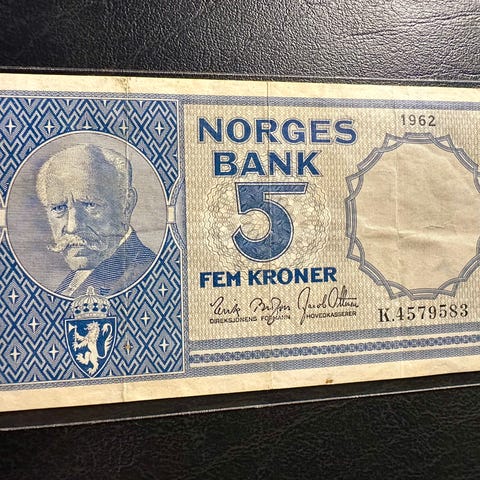 1962
NORGES
BANK
5
FEM KRONER
DIREKSJONENS FORMANN HOVEDKASSERER
K.4579583